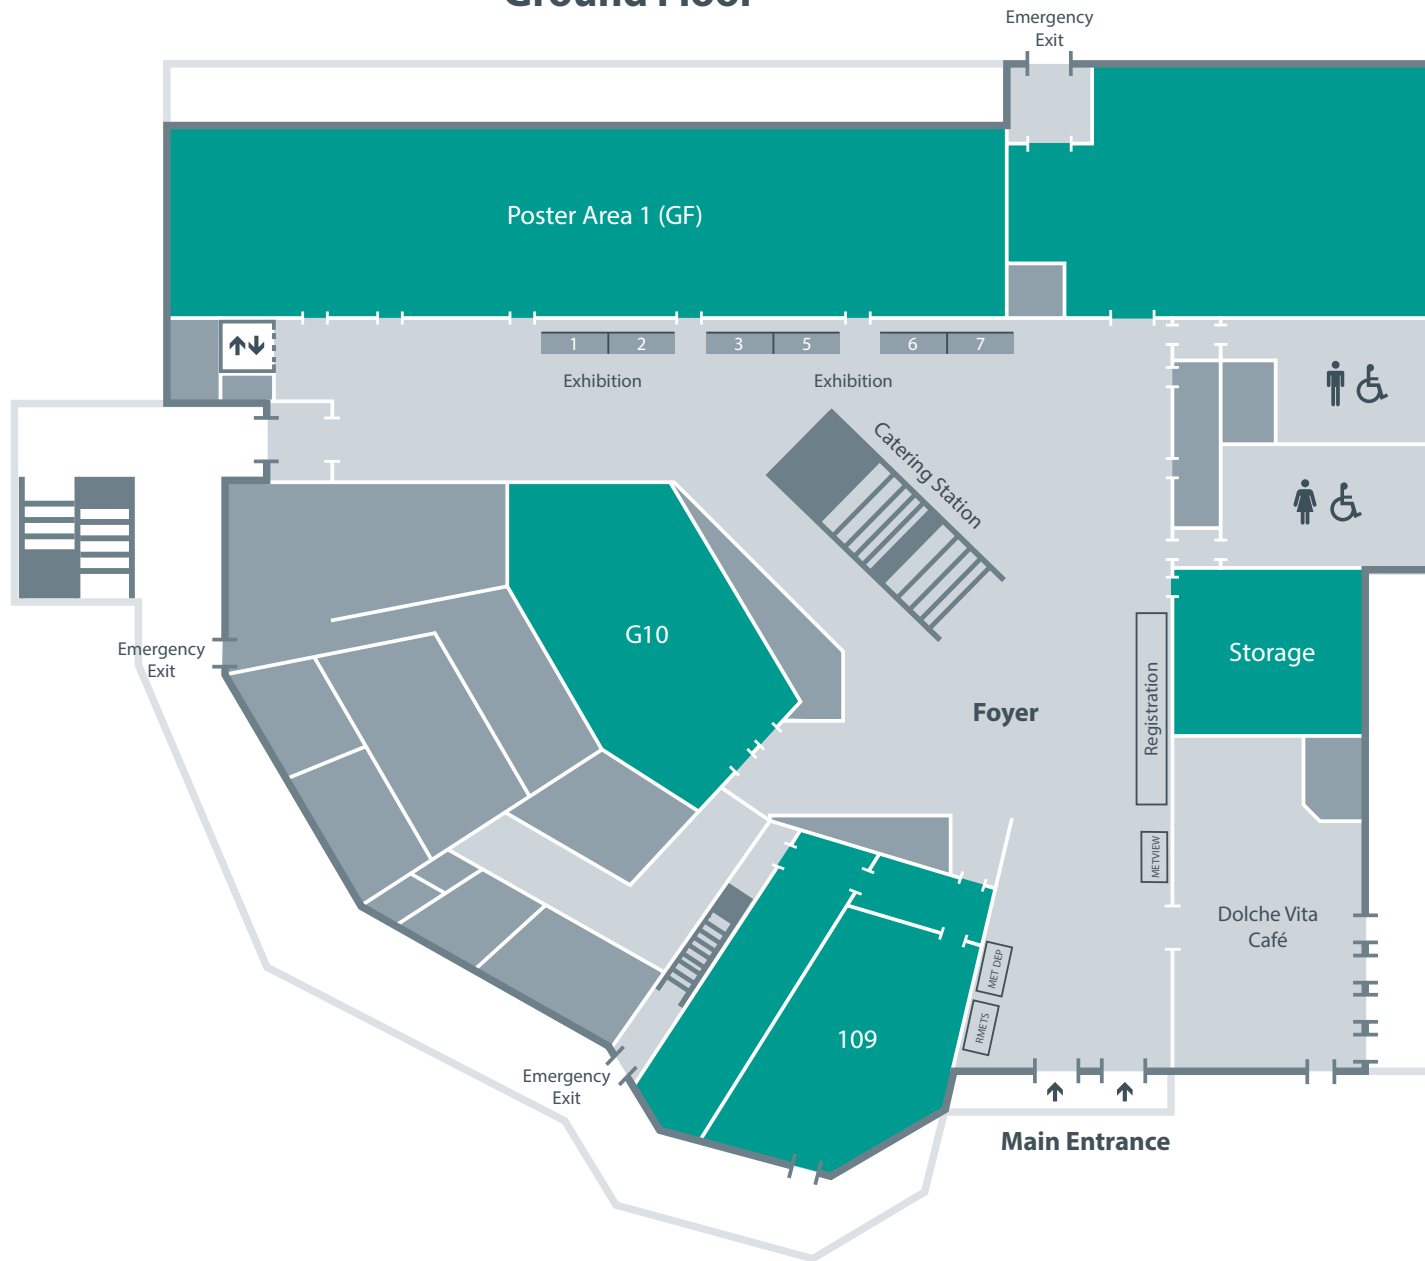 Ground Floor
Emergency
Exit
Poster Area 1 (GF)
1
2
3
5
6
7
Exhibition
Exhibition
Catering Station
G10
Emergency
Exit
Storage
Registration
Foyer
METVIEW
Dolche Vita
Café
MET DEP
RMETS
109
Emergency
Exit
Main Entrance